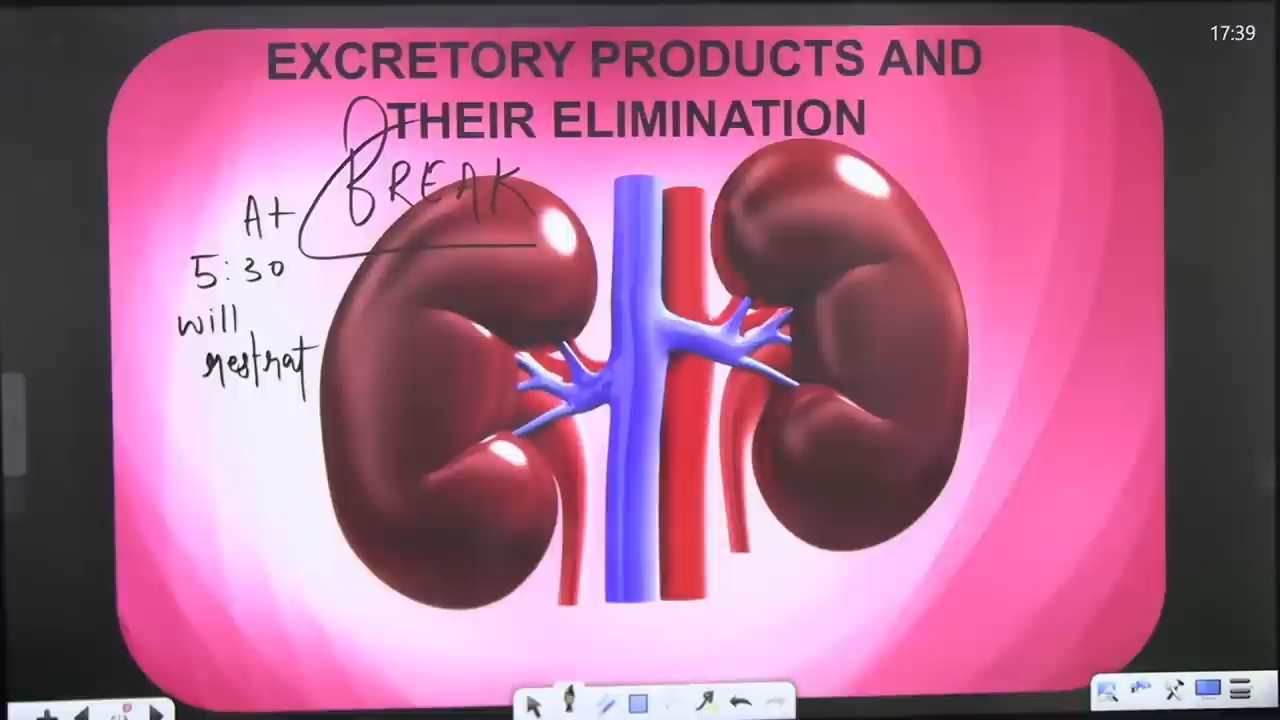 17:39
EXCRETORY PRODUCTS AND
THEIR ELIMINATION
BREAK
At
5:30
will
restrat